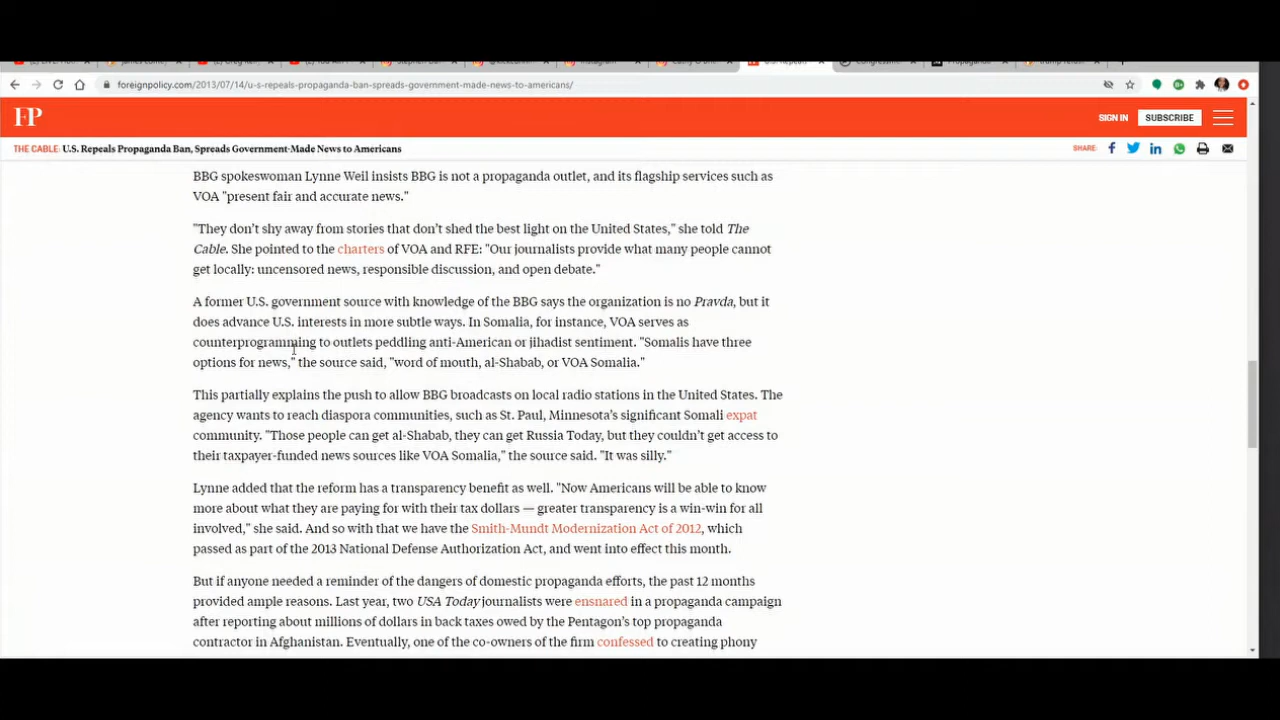 foreignpolicy.com/2013/07/14/u-s-repeals-propaganda-ban-spreads-government-made-news-to-americans/
FP
SIGN IN SUBSCRIBE
THE CABLE: U.S. Repeals Propaganda Ban, Spreads Government-Made News to Americans
SHARE:
BBG spokeswoman Lynne Weil insists BBG is not a propaganda outlet, and its flagship services such as
VOA "present fair and accurate news."
"They don't shy away from stories that don't shed the best light on the United States," she told The
Cable. She pointed to the charters of VOA and RFE: "Our journalists provide what many people cannot
get locally: uncensored news, responsible discussion, and open debate."
A former U.S. government source with knowledge of the BBG says the organization is no Pravda, but it
does advance U.S. interests in more subtle ways. In Somalia, for instance, VOA serves as
counterprogramming to outlets peddling anti-American or jihadist sentiment. "Somalis have three
options for news," the source said, "word of mouth, al-Shabab, or VOA Somalia."
This partially explains the push to allow BBG broadcasts on local radio stations in the United States. The
agency wants to reach diaspora communities, such as St. Paul, Minnesota's significant Somali expat
community. "Those people can get al-Shabab, they can get Russia Today, but they couldn't get access to
their taxpayer-funded news sources like VOA Somalia," the source said. "It was silly."
Lynne added that the reform has a transparency benefit as well. "Now Americans will be able to know
more about what they are paying for with their tax dollars — greater transparency is a win-win for all
involved," she said. And so with that we have the Smith-Mundt Modernization Act of 2012, which
passed as part of the 2013 National Defense Authorization Act, and went into effect this month.
But if anyone needed a reminder of the dangers of domestic propaganda efforts, the past 12 months
provided ample reasons. Last year, two USA Today journalists were ensnared in a propaganda campaign
after reporting about millions of dollars in back taxes owed by the Pentagon's top propaganda
contractor in Afghanistan. Eventually, one of the co-owners of the firm confessed to creating phony